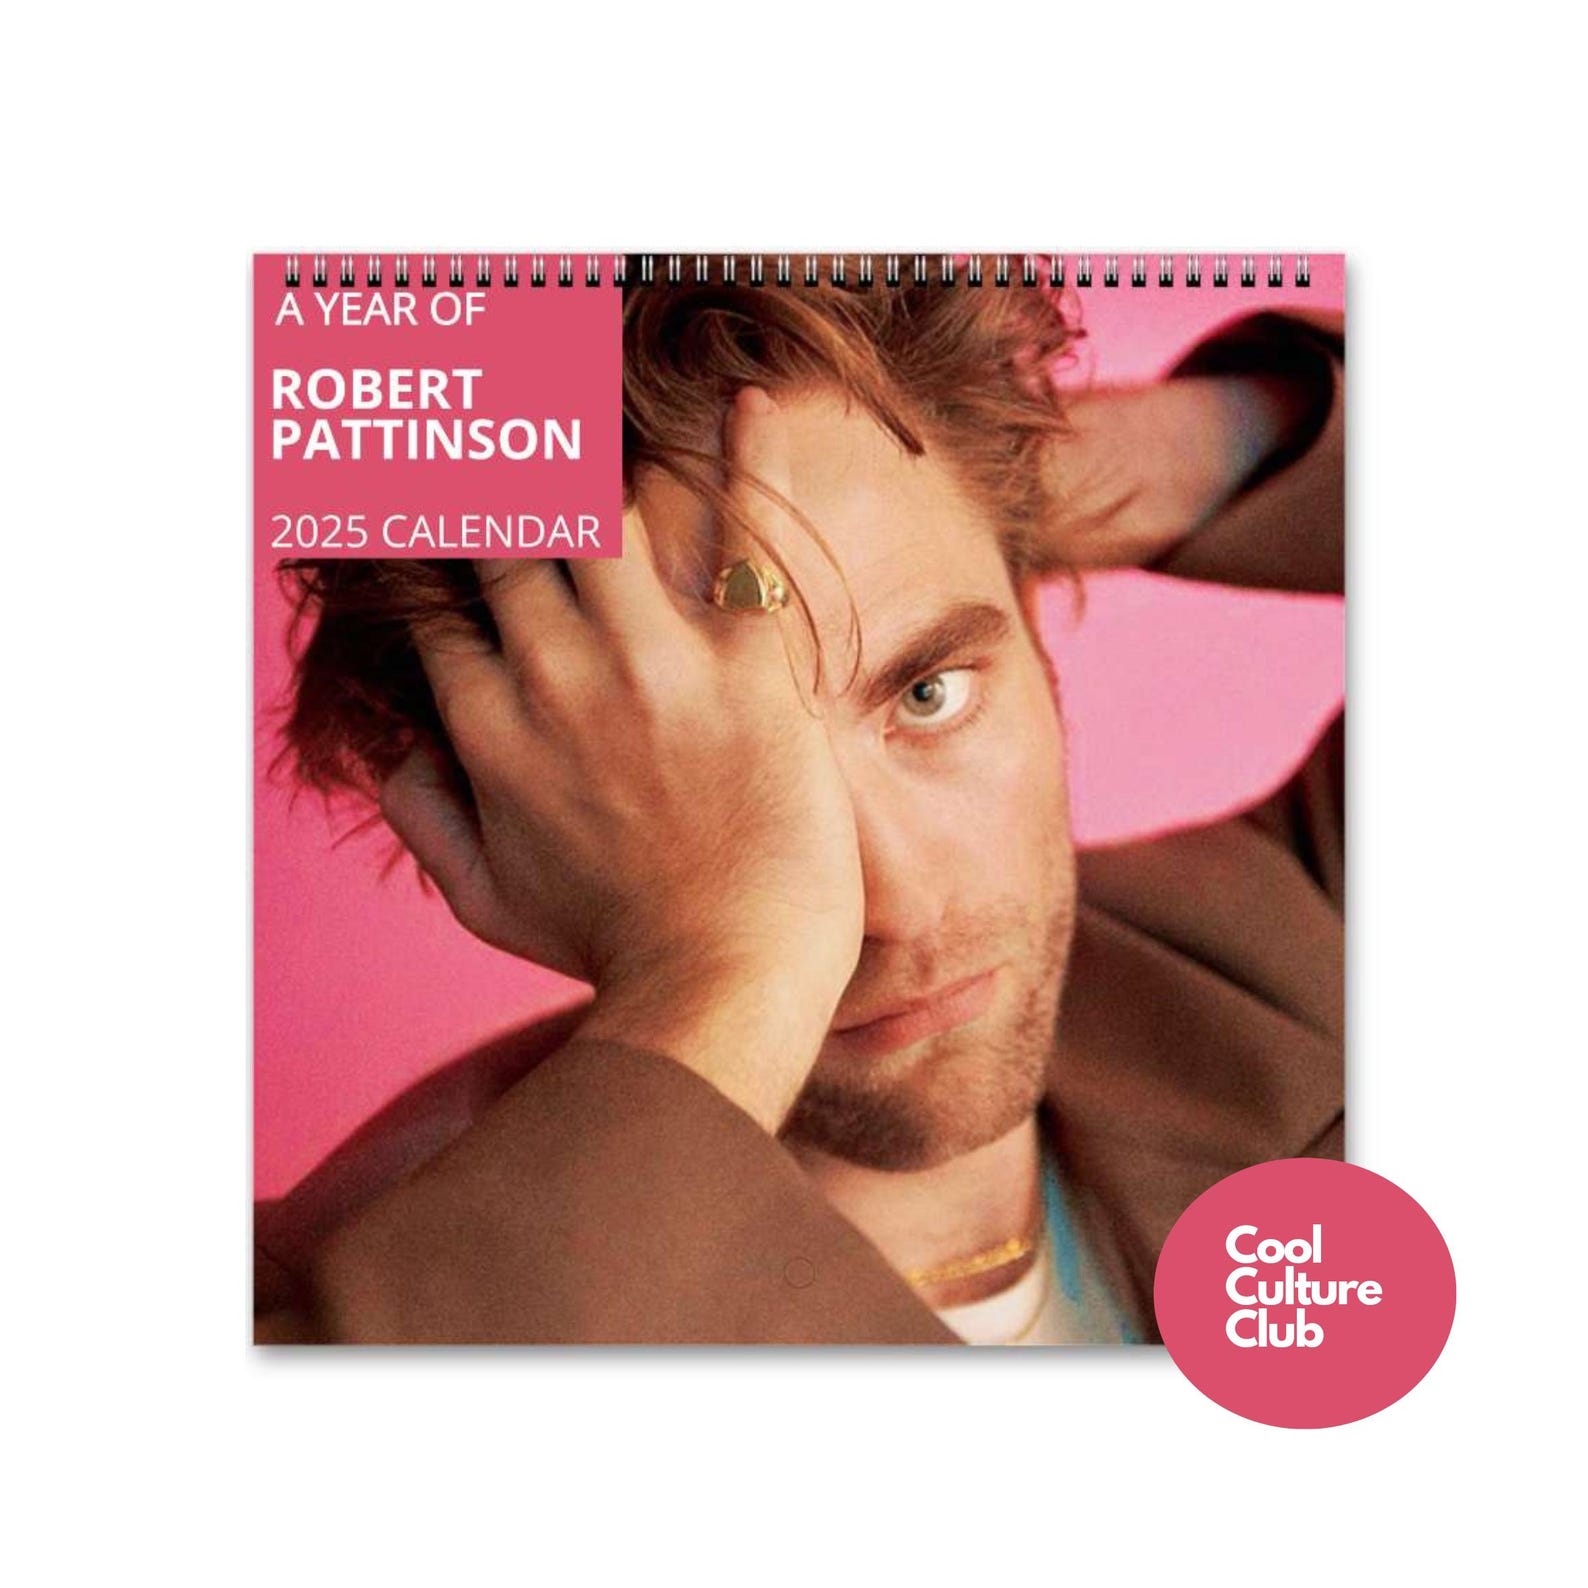 A YEAR OF
ROBERT
PATTINSON
2025 CALENDAR
Cool
Culture
Club